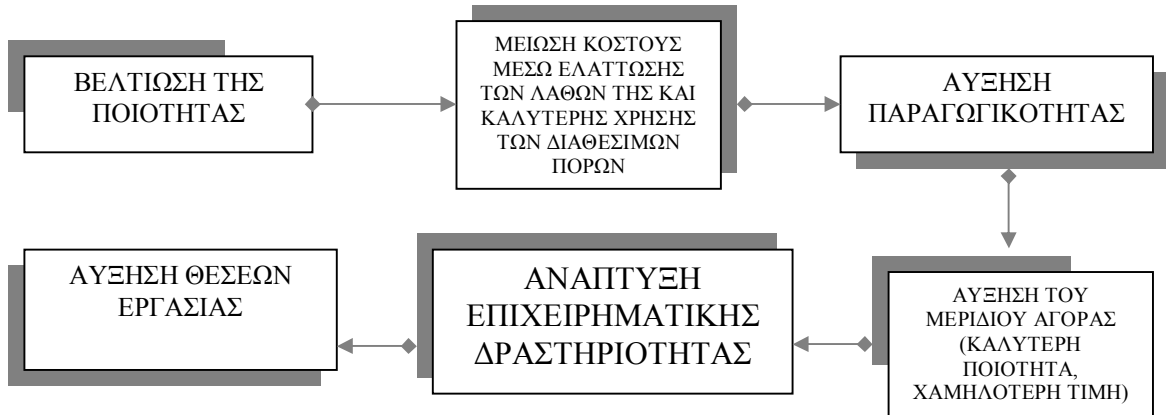 ΒΕΛΤΙΩΣΗ ΤΗΣ
ΠΟΙΟΤΗΤΑΣ
ΜΕΙΩΣΗ ΚΟΣΤΟΥΣ
ΜΕΣΩ ΕΛΑΤΤΩΣΗΣ
ΤΩΝ ΛΑΘΩΝ ΤΗΣ ΚΑΙ
ΚΑΛΥΤΕΡΗΣ ΧΡΗΣΗΣ
ΤΩΝ ΔΙΑΘΕΣΙΜΩΝ
ΠΟΡΩΝ
ΑΥΞΗΣΗ
ΠΑΡΑΓΩΓΙΚΟΤΗΤΑΣ
ΑΥΞΗΣΗ ΤΟΥ
ΜΕΡΙΔΙΟΥ ΑΓΟΡΑΣ
(ΚΑΛΥΤΕΡΗ
ΠΟΙΟΤΗΤΑ,
ΧΑΜΗΛΟΤΕΡΗ ΤΙΜΗ)
ΑΝΑΠΤΥΞΗ
ΕΠΙΧΕΙΡΗΜΑΤΙΚΗΣ
ΔΡΑΣΤΗΡΙΟΤΗΤΑΣ
ΑΥΞΗΣΗ ΘΕΣΕΩΝ
ΕΡΓΑΣΙΑΣ